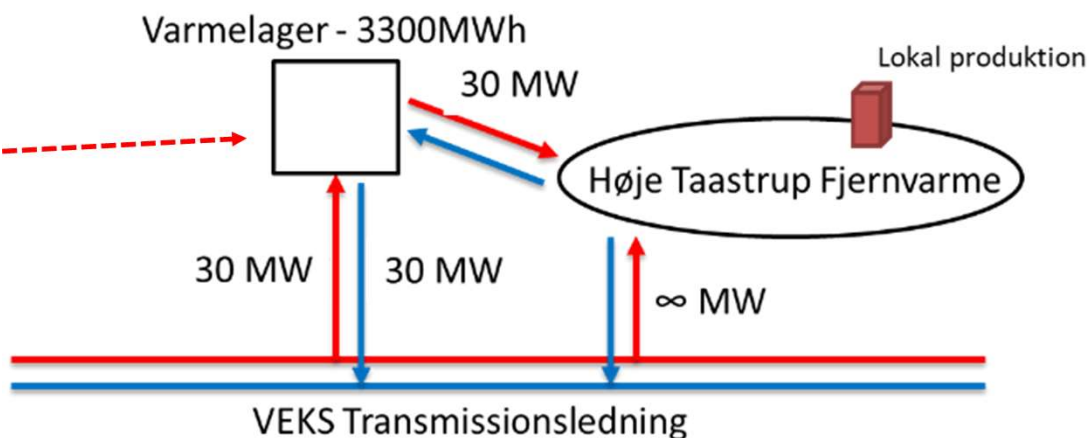 Varmelager - 3300MWh
30 MW
Lokal produktion
Høje Taastrup Fjernvarme
30 MW
30 MW
∞ MW
VEKS Transmissionsledning